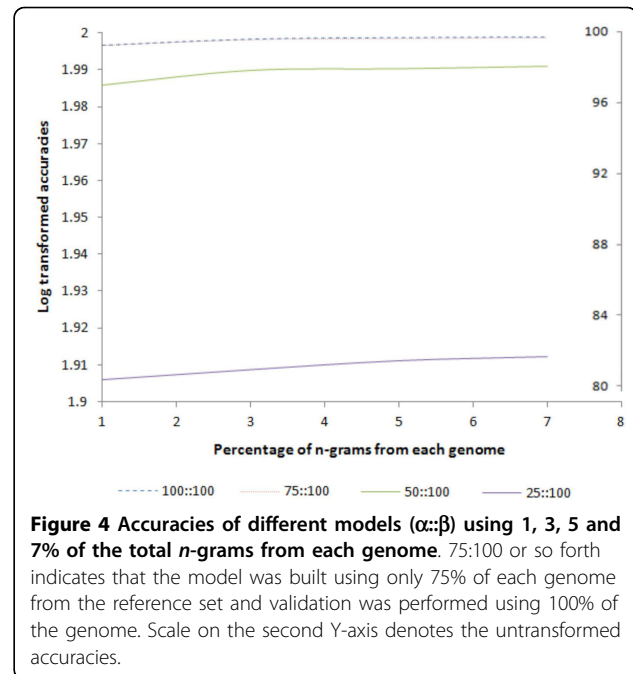 2
1.99
1.98
1.97
1.96
1.95
1.94
1.93
1.92
1.91
1.9
Log transformed accuracies
100
96
92
88
84
80
1 2 3 4 5 6 7 8
Percentage of n-grams from each genome
100::100 75::100 50::100 25::100
Figure 4 Accuracies of different models (α::β) using 1, 3, 5 and
7% of the total n-grams from each genome. 75:100 or so forth
indicates that the model was built using only 75% of each genome
from the reference set and validation was performed using 100% of
the genome. Scale on the second Y-axis denotes the untransformed
accuracies.